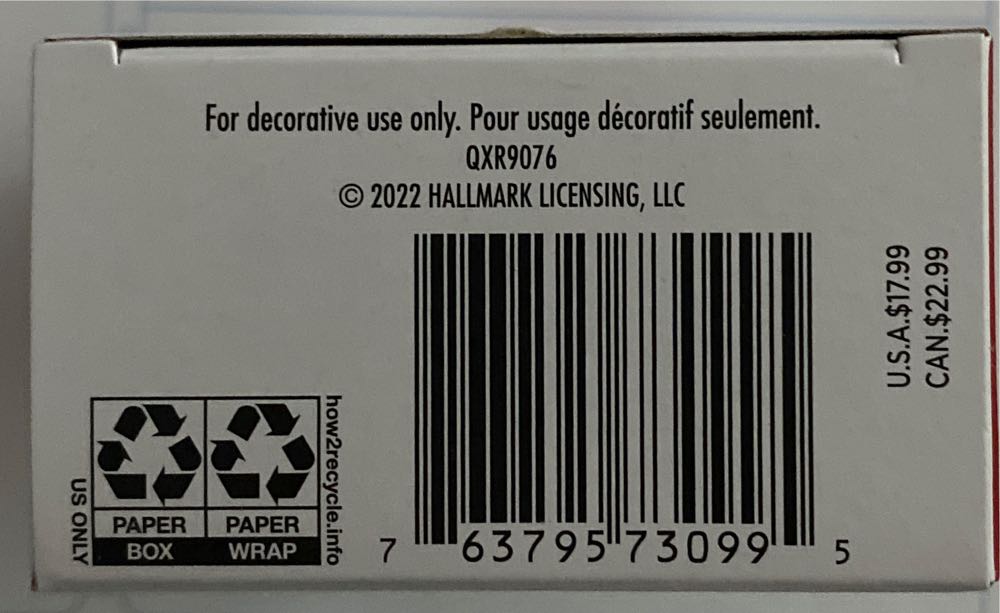 For decorative use only. Pour usage décoratif seulement.
QXR9076
© 2022 HALLMARK LICENSING, LLC
U.S.A.$17.99
CAN.$22.99
US ONLY
PAPER
BOX
PAPER
WRAP
how2recycle.info
7 63795 73099 5